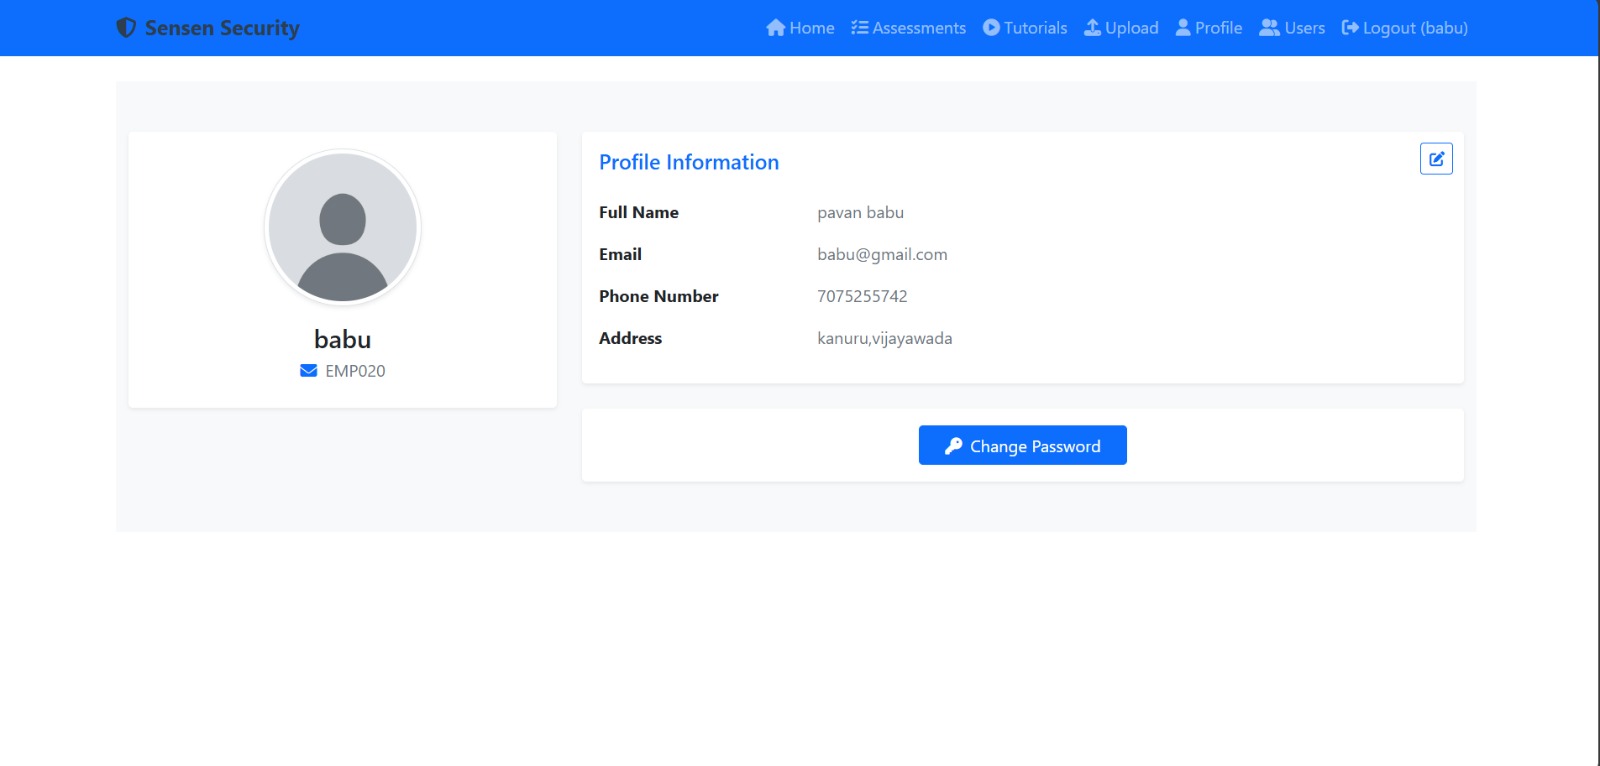 Sensen Security
Home Assessments Tutorials Upload Profile Users Logout (babu)
babu
EMP020
Profile Information
Full Name pavan babu
Email babu@gmail.com
Phone Number 7075255742
Address kanuru,vijayawada
Change Password